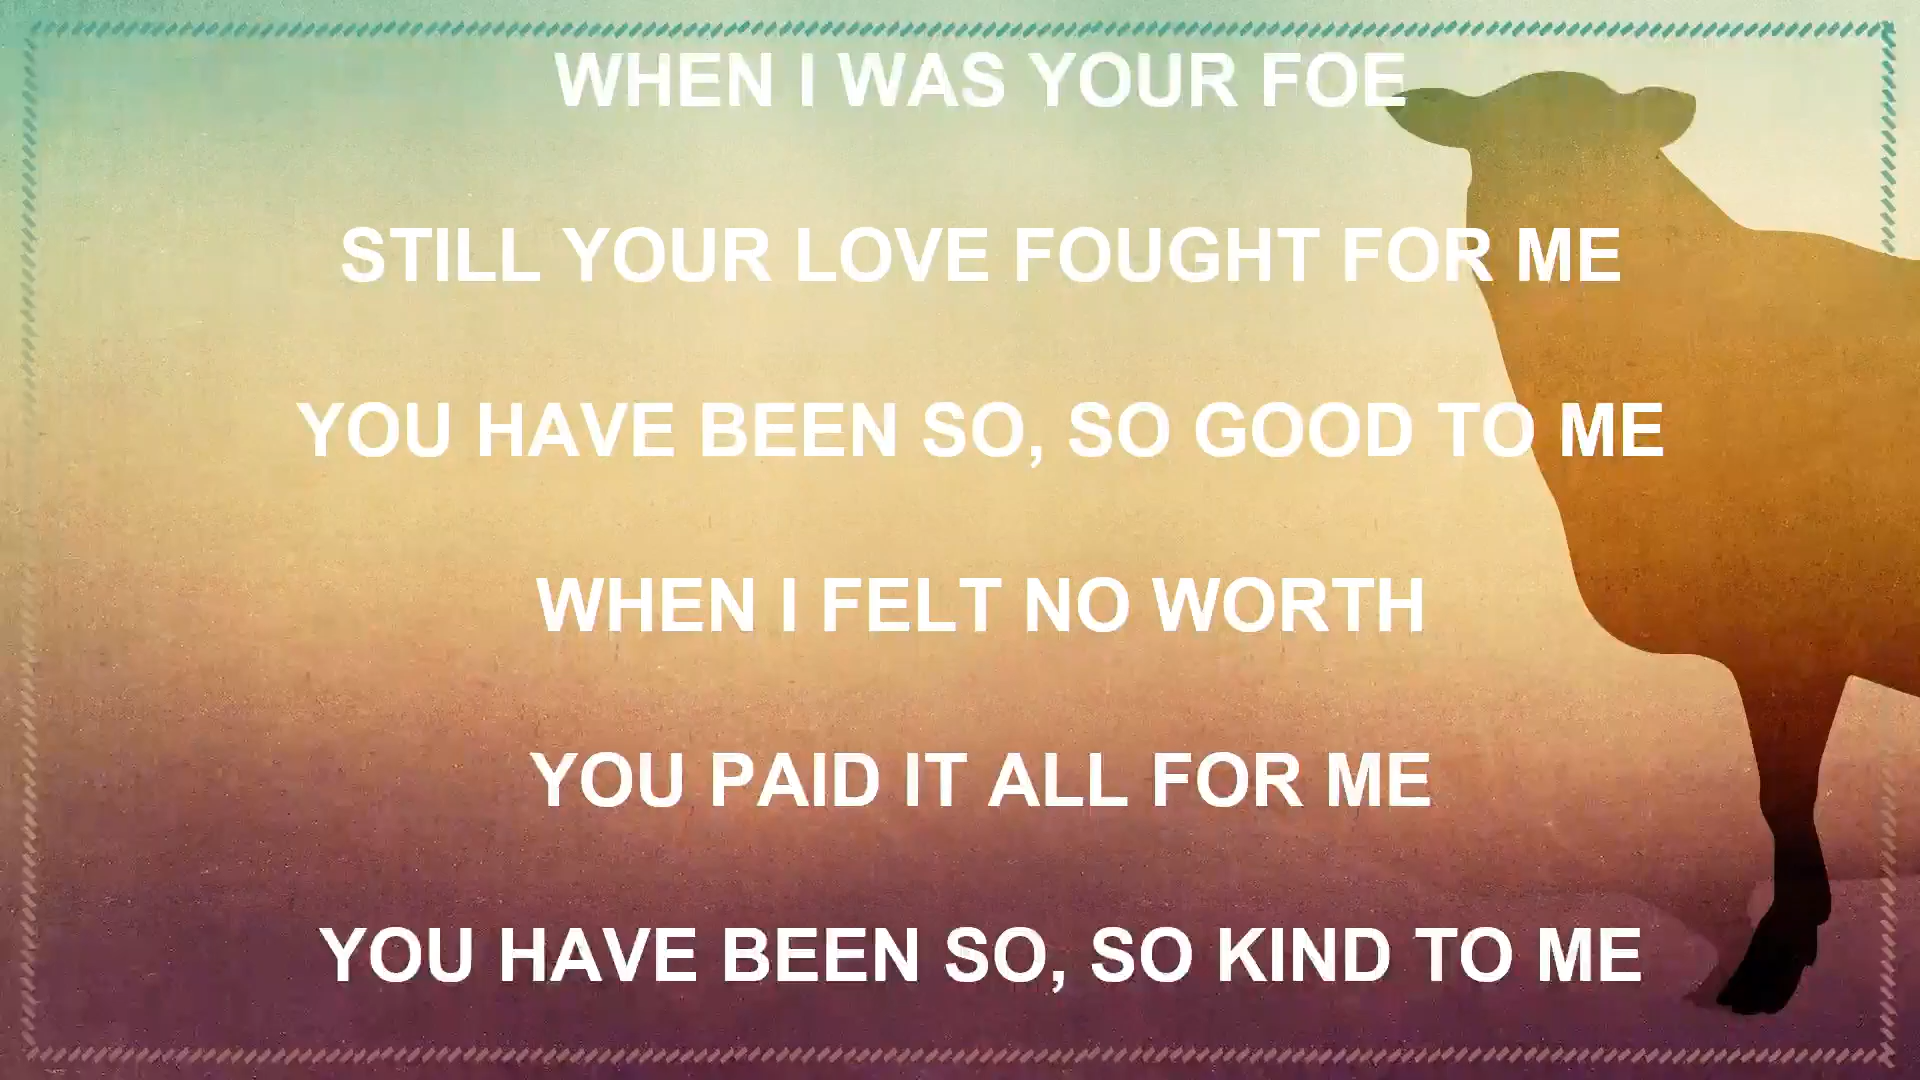 WHEN I WAS YOUR FOE
STILL YOUR LOVE FOUGHT FOR ME
YOU HAVE BEEN SO, SO GOOD TO ME
WHEN I FELT NO WORTH
YOU PAID IT ALL FOR ME
YOU HAVE BEEN SO, SO KIND TO ME